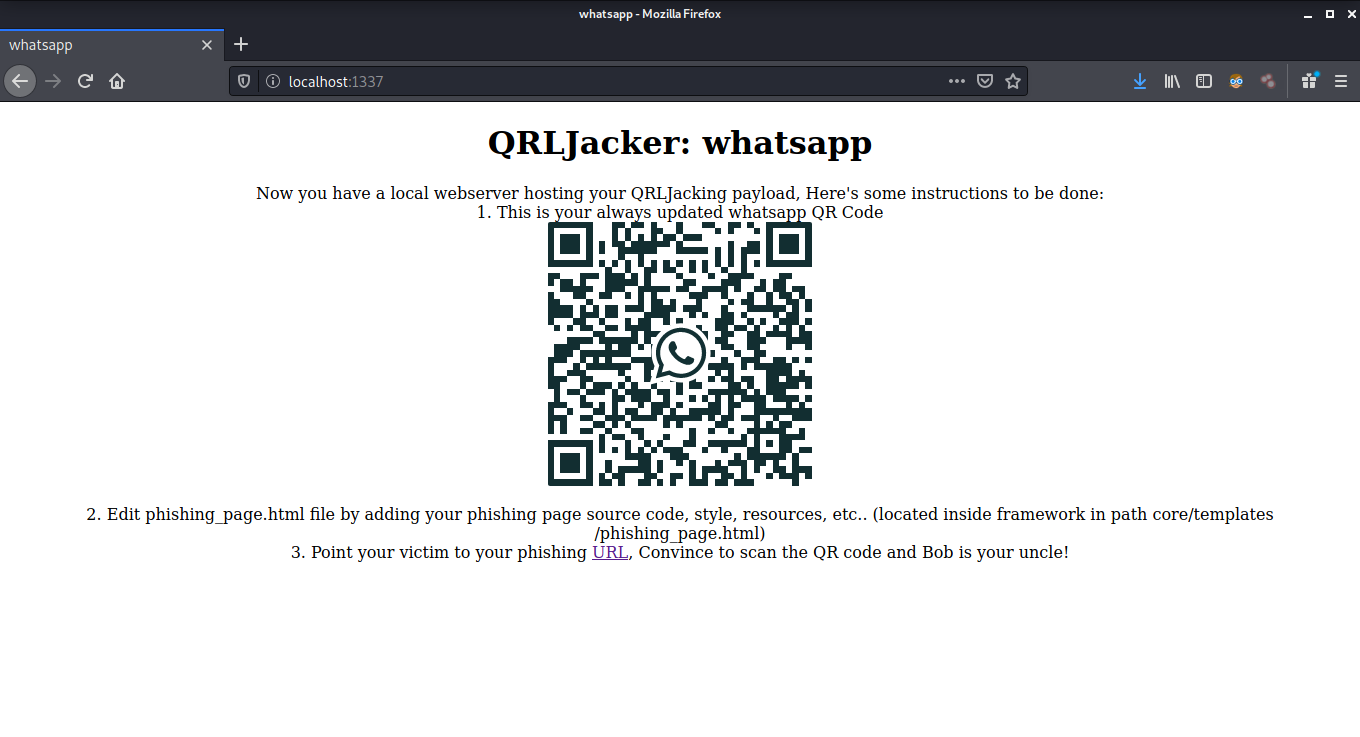 whatsapp - Mozilla Firefox
whatsapp
localhost:1337
QRLJacker: whatsapp
Now you have a local webserver hosting your QRLJacking payload, Here's some instructions to be done:
1. This is your always updated whatsapp QR Code
2. Edit phishing_page.html file by adding your phishing page source code, style, resources, etc.. (located inside framework in path core/templates
/phishing_page.html)
3. Point your victim to your phishing URL, Convince to scan the QR code and Bob is your uncle!